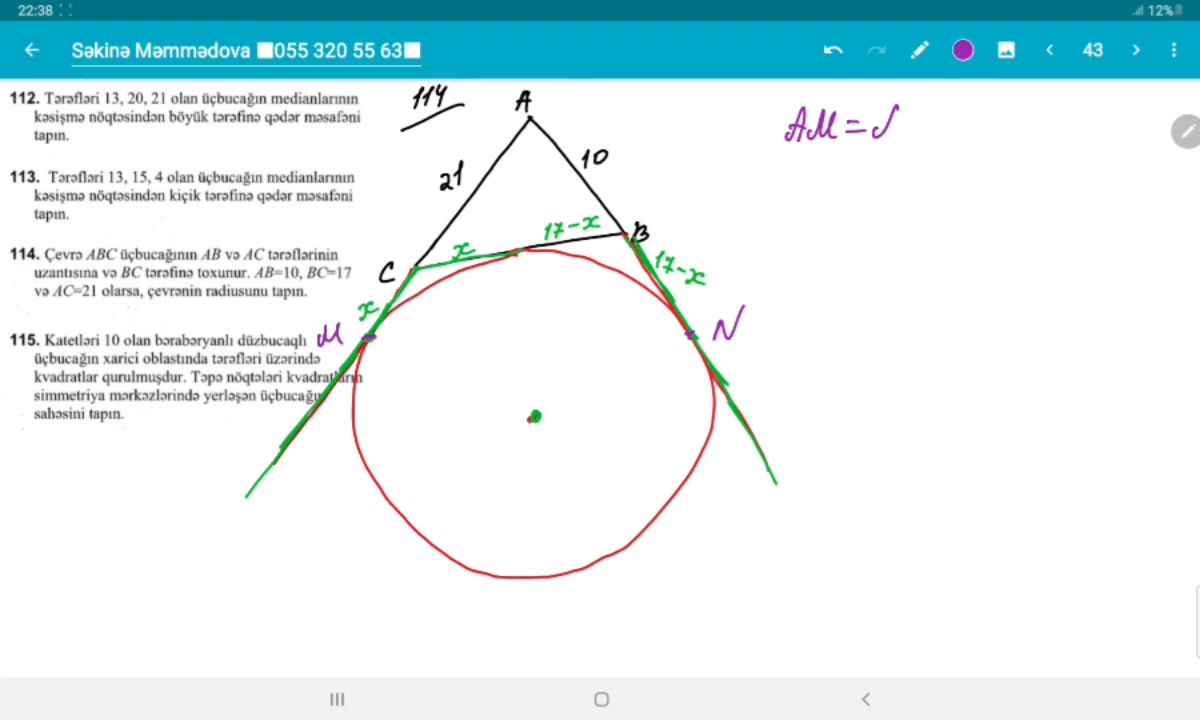 22:38
12%
Səkinə Məmmədova 055 320 55 63
43
112. Tərəfləri 13, 20, 21 olan üçbucağın medianlarının
kəsişmə nöqtəsindən böyük tərəfinə qədər məsafəni
tapın.
113. Tərəfləri 13, 15, 4 olan üçbucağın medianlarının
kəsişmə nöqtəsindən kiçik tərəfinə qədər məsafəni
tapın.
114. Çevrə ABC üçbucağının AB və AC tərəflərinin
uzantısına və BC tərəfinə toxunur. AB=10, BC=17
və AC=21 olarsa, çevrənin radiusunu tapın.
115. Katetləri 10 olan bərabəryanlı düzbucaqlı
üçbucağın xarici oblastında tərəfləri üzərində
kvadratlar qurulmuşdur. Təpə nöqtələri kvadratların
simmetriya mərkəzlərində yerləşən üçbucağın
sahəsini tapın.
114
A
21
10
C
x
17-x
B
x
17-x
M
N
AM=